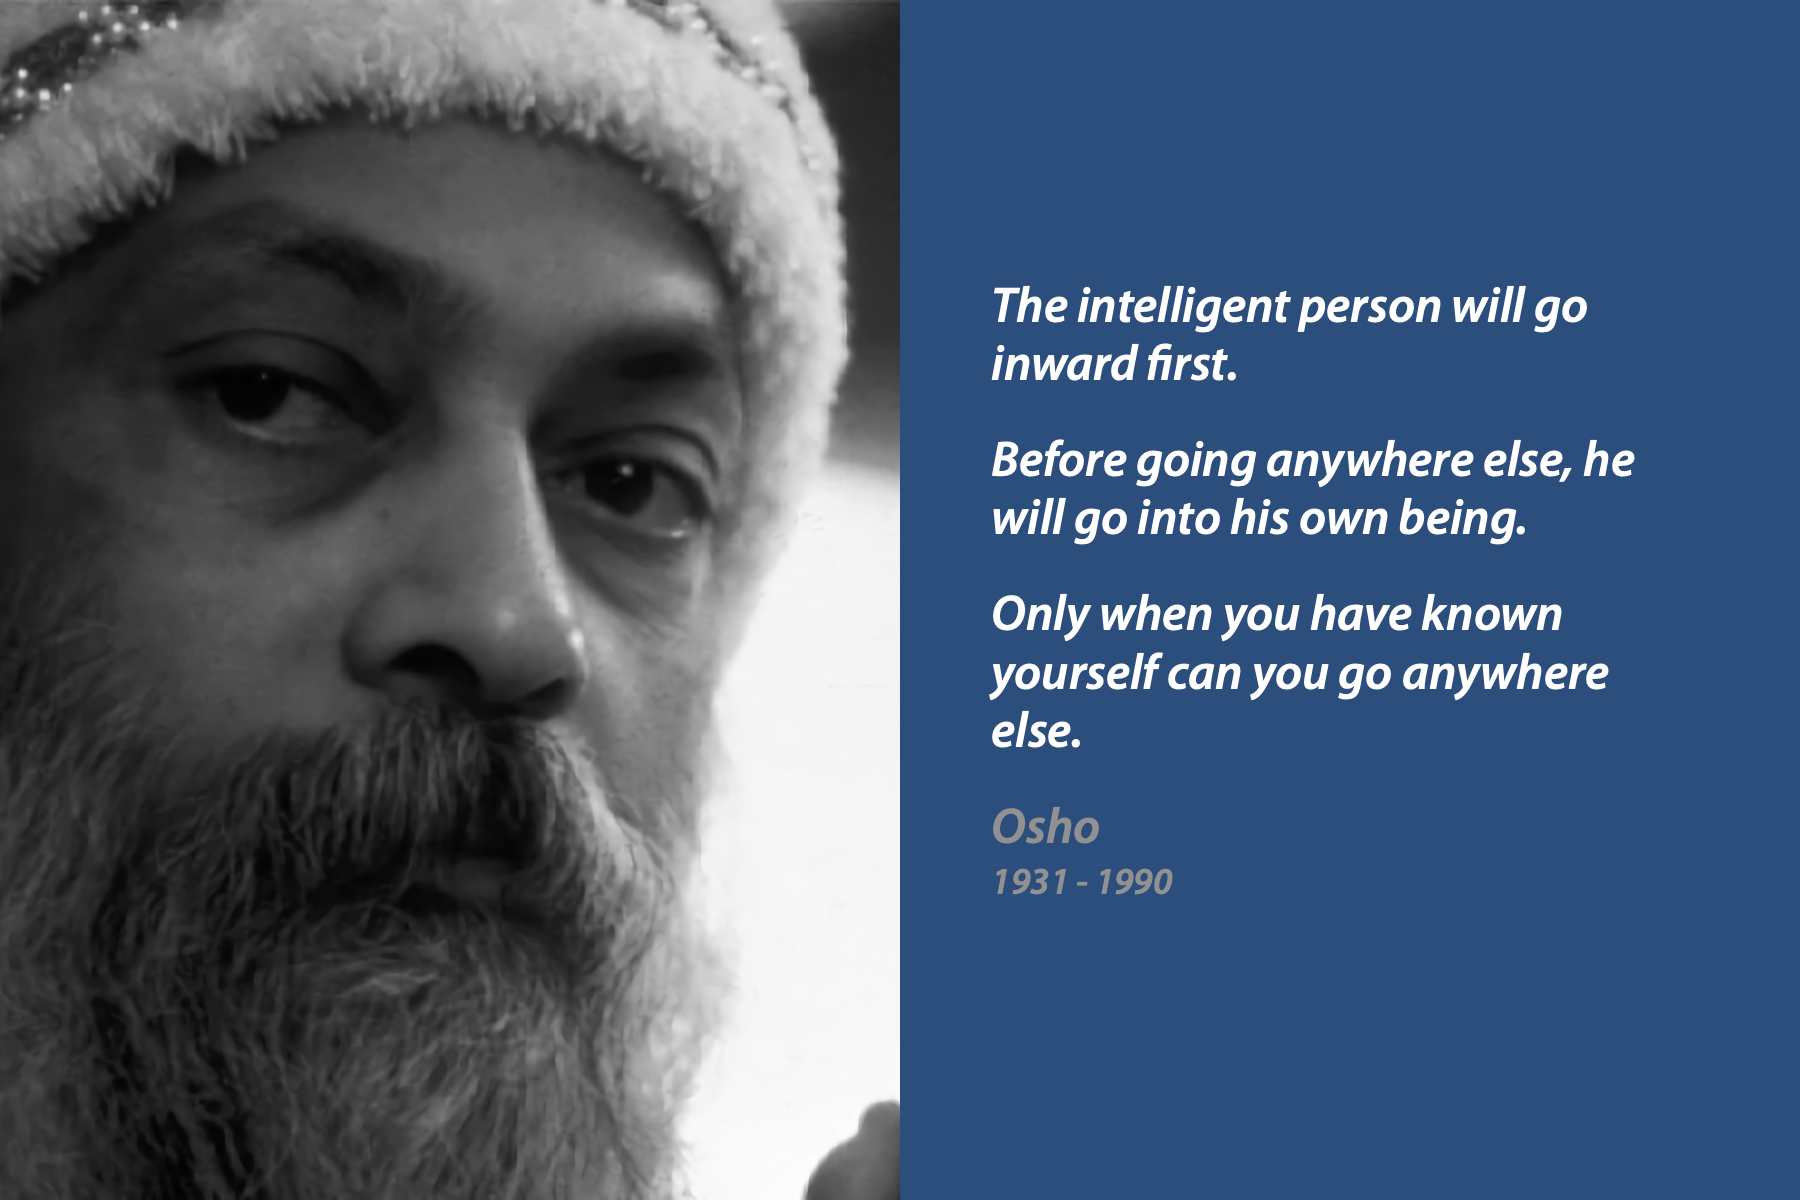 The intelligent person will go
inward first.
Before going anywhere else, he
will go into his own being.
Only when you have known
yourself can you go anywhere
else.
Osho
1931 - 1990